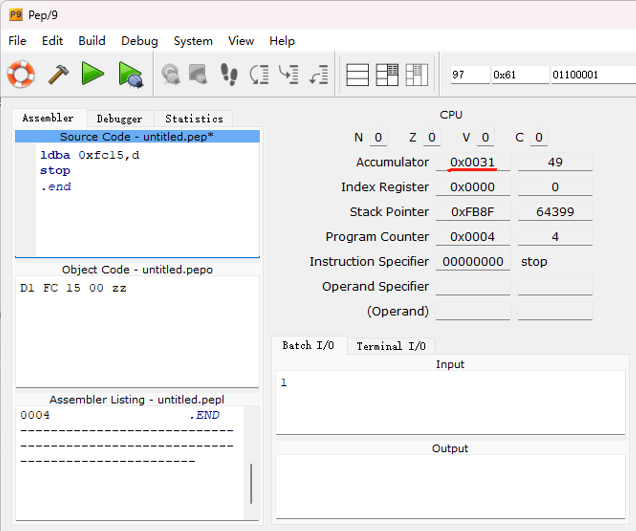 Pep/9
File Edit Build Debug System View Help
97 0x61 01100001
Assembler Debugger Statistics
Source Code - untitled.pep*
ldba 0xfc15,d
stop
.end
Object Code - untitled.pepo
D1 FC 15 00 zz
Assembler Listing - untitled.pepl
0004 .END
----------------------------
----------------------------
-----------------------
CPU
N 0 Z 0 V 0 C 0
Accumulator 0x0031 49
Index Register 0x0000 0
Stack Pointer 0xFB8F 64399
Program Counter 0x0004 4
Instruction Specifier 00000000 stop
Operand Specifier
(Operand)
Batch I/O Terminal I/O
Input
1
Output